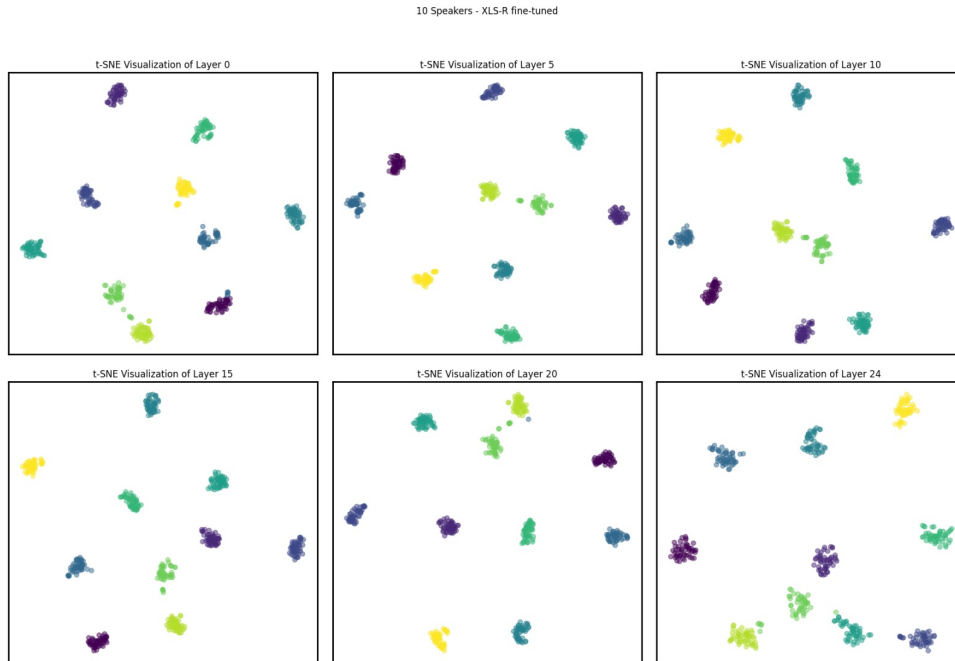 10 Speakers - XLS-R fine-tuned
t-SNE Visualization of Layer 0
t-SNE Visualization of Layer 5
t-SNE Visualization of Layer 10
t-SNE Visualization of Layer 15
t-SNE Visualization of Layer 20
t-SNE Visualization of Layer 24